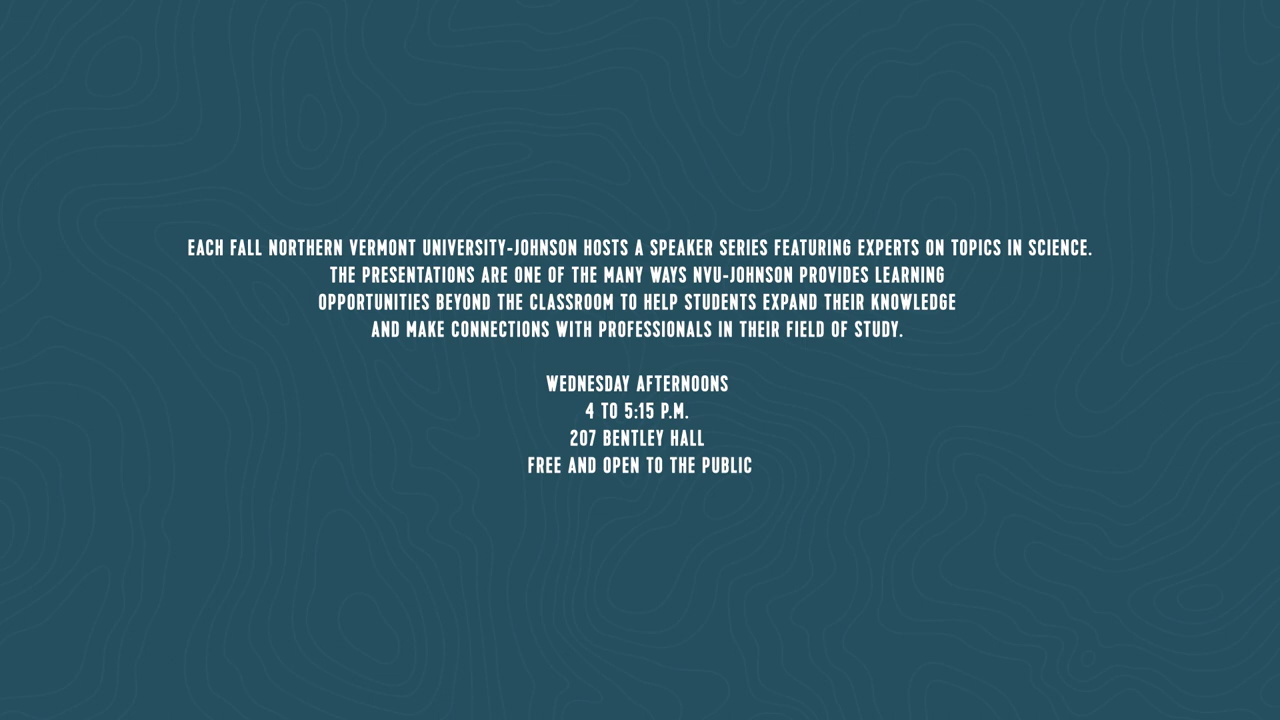 EACH FALL NORTHERN VERMONT UNIVERSITY-JOHNSON HOSTS A SPEAKER SERIES FEATURING EXPERTS ON TOPICS IN SCIENCE.
THE PRESENTATIONS ARE ONE OF THE MANY WAYS NVU-JOHNSON PROVIDES LEARNING
OPPORTUNITIES BEYOND THE CLASSROOM TO HELP STUDENTS EXPAND THEIR KNOWLEDGE
AND MAKE CONNECTIONS WITH PROFESSIONALS IN THEIR FIELD OF STUDY.
WEDNESDAY AFTERNOONS
4 TO 5:15 P.M.
207 BENTLEY HALL
FREE AND OPEN TO THE PUBLIC